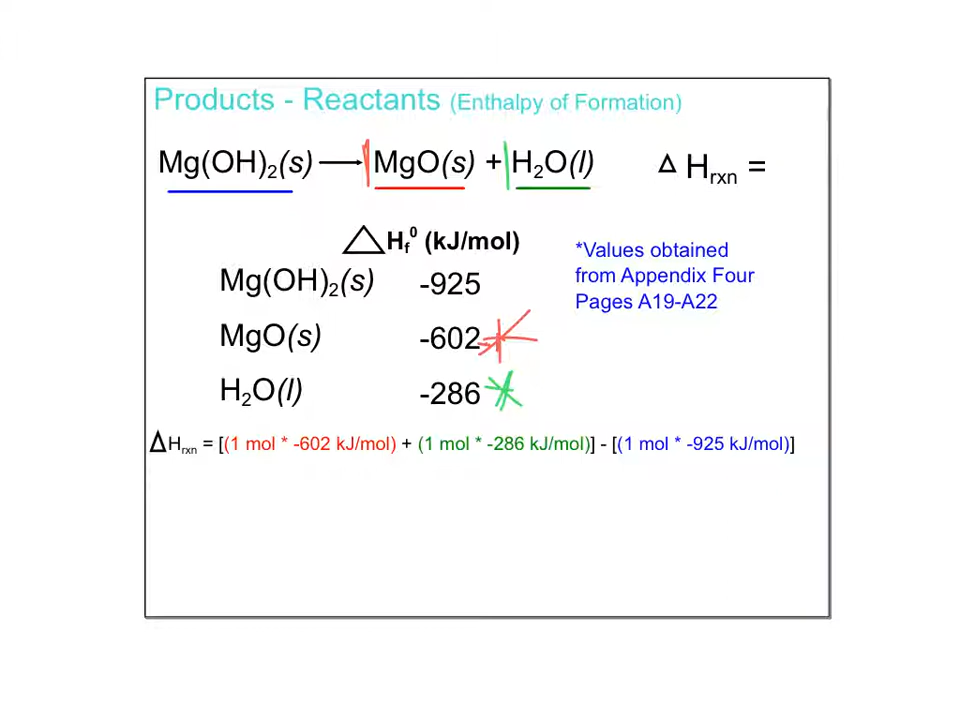 Products - Reactants (Enthalpy of Formation)
Mg(OH)₂(s) ⟶ MgO(s) + H₂O(l) Δ Hrxn =
△Hf⁰ (kJ/mol)
*Values obtained
from Appendix Four
Pages A19-A22
Mg(OH)₂(s) -925
MgO(s) -602
H₂O(l) -286
ΔHrxn = [(1 mol * -602 kJ/mol) + (1 mol * -286 kJ/mol)] - [(1 mol * -925 kJ/mol)]